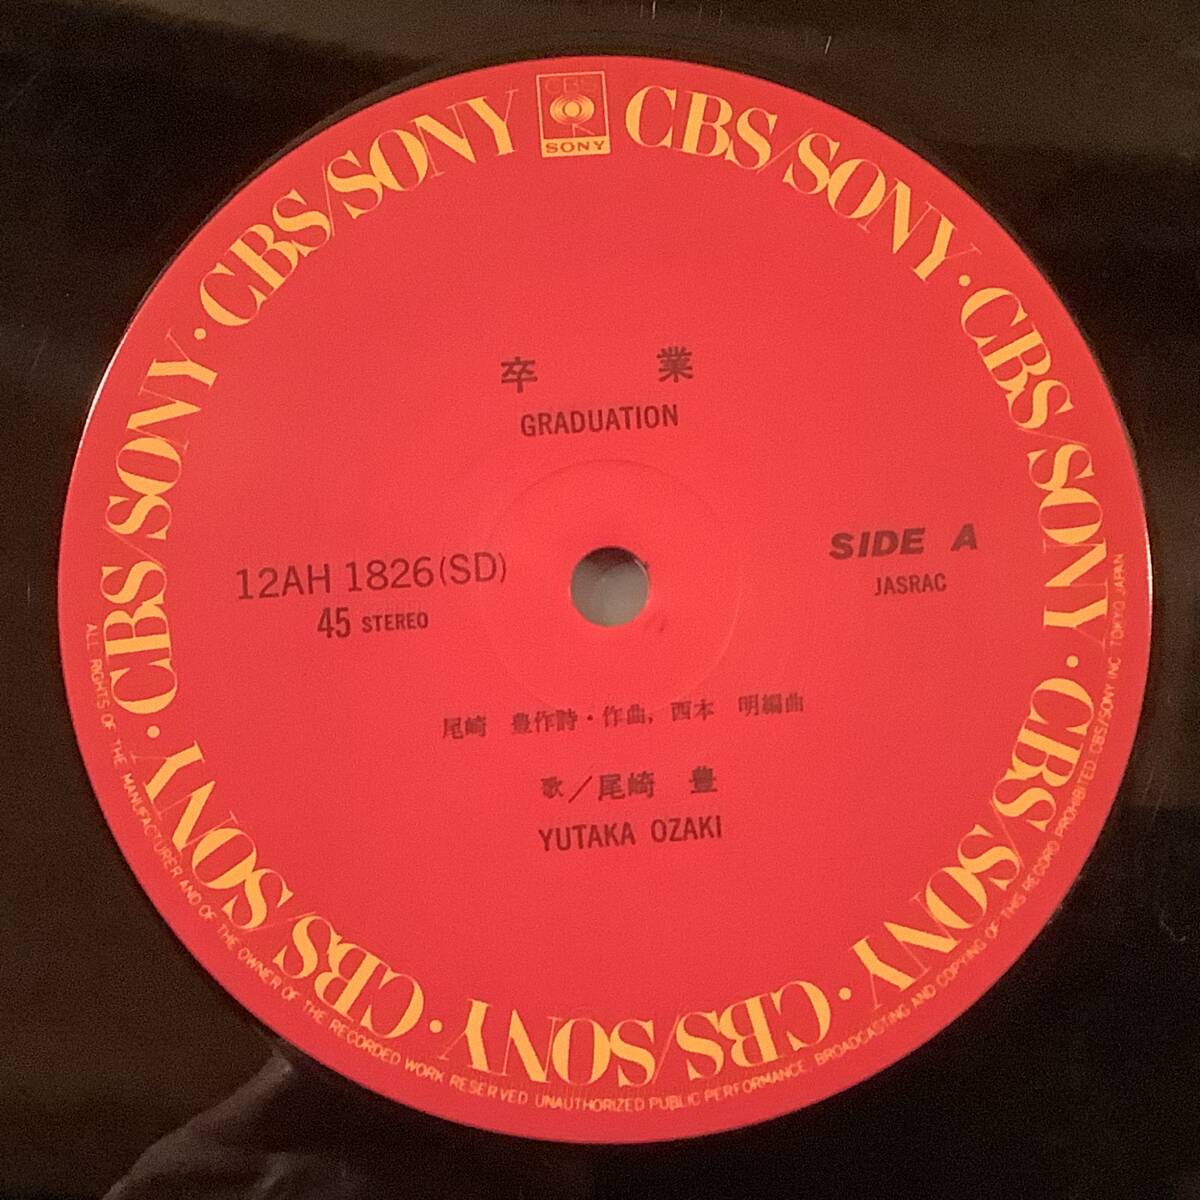 CBS
SONY
CBS/SONY · CBS/SONY · CBS/SONY · CBS/SONY · CBS/SONY · CBS/SONY · CBS/SONY · CBS/SONY
卒 業
GRADUATION
12AH 1826(SD)
45 STEREO
SIDE A
JASRAC
尾崎 豊作詩・作曲, 西本 明編曲
歌／尾崎 豊
YUTAKA OZAKI
ALL RIGHTS OF THE MANUFACTURER AND OF THE OWNER OF THE RECORDED WORK RESERVED UNAUTHORIZED PUBLIC PERFORMANCE, BROADCASTING AND COPYING OF THIS RECORD PROHIBITED. CBS/SONY INC TOKYO, JAPAN